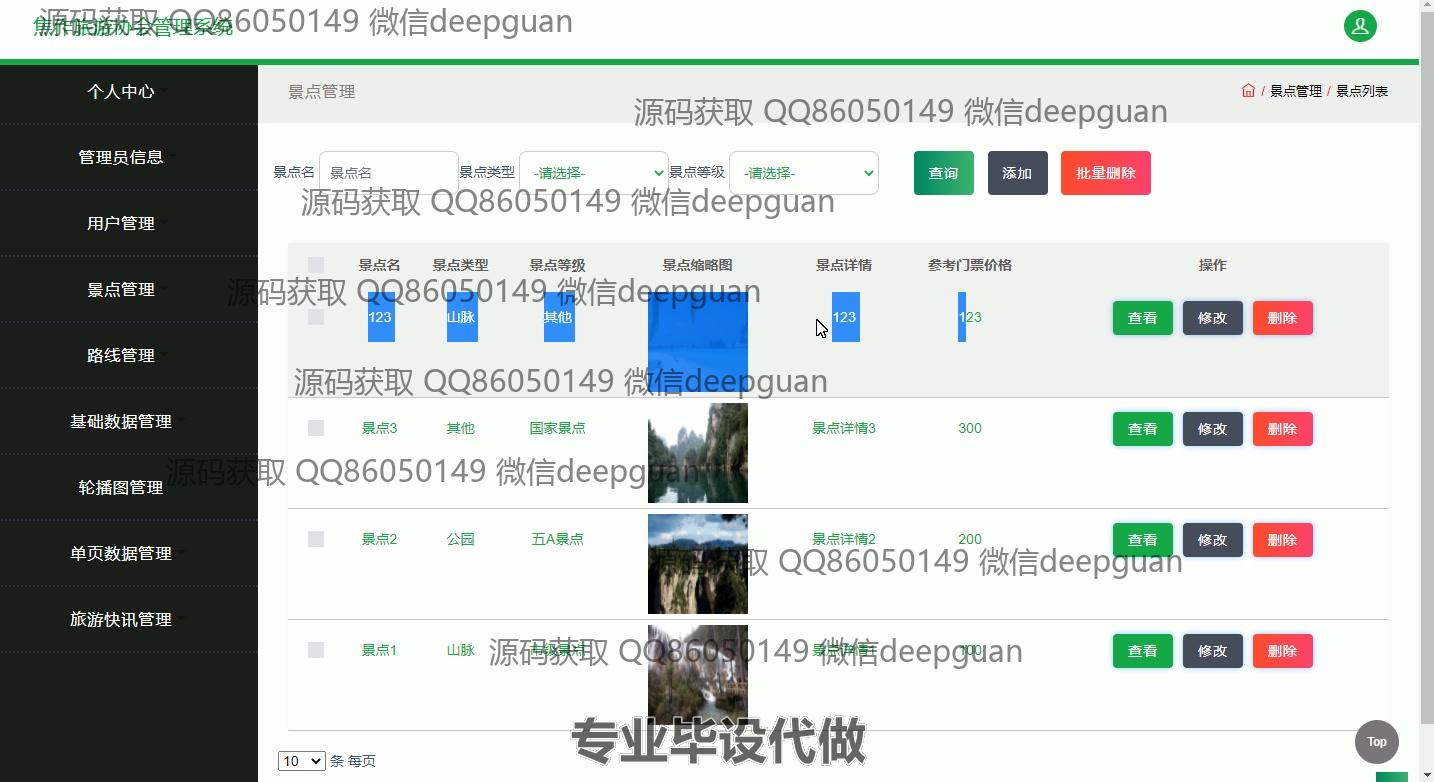 焦作旅游协会管理系统
源码获取 QQ86050149 微信deepguan
个人中心
管理员信息
用户管理
景点管理
路线管理
基础数据管理
轮播图管理
单页数据管理
旅游快讯管理
景点管理
/ 景点管理 / 景点列表
源码获取 QQ86050149 微信deepguan
景点名 景点名 景点类型 -请选择- 景点等级 -请选择- 查询 添加 批量删除
源码获取 QQ86050149 微信deepguan
景点名 景点类型 景点等级 景点缩略图 景点详情 参考门票价格 操作
源码获取 QQ86050149 微信deepguan
123 山脉 其他 123 123 查看 修改 删除
源码获取 QQ86050149 微信deepguan
景点3 其他 国家景点 景点详情3 300 查看 修改 删除
源码获取 QQ86050149 微信deepguan
景点2 公园 五A景点 景点详情2 200 查看 修改 删除
源码获取 QQ86050149 微信deepguan
景点1 山脉 景点详情1 100 查看 修改 删除
源码获取 QQ86050149 微信deepguan
专业毕设代做
10 条 每页
Top